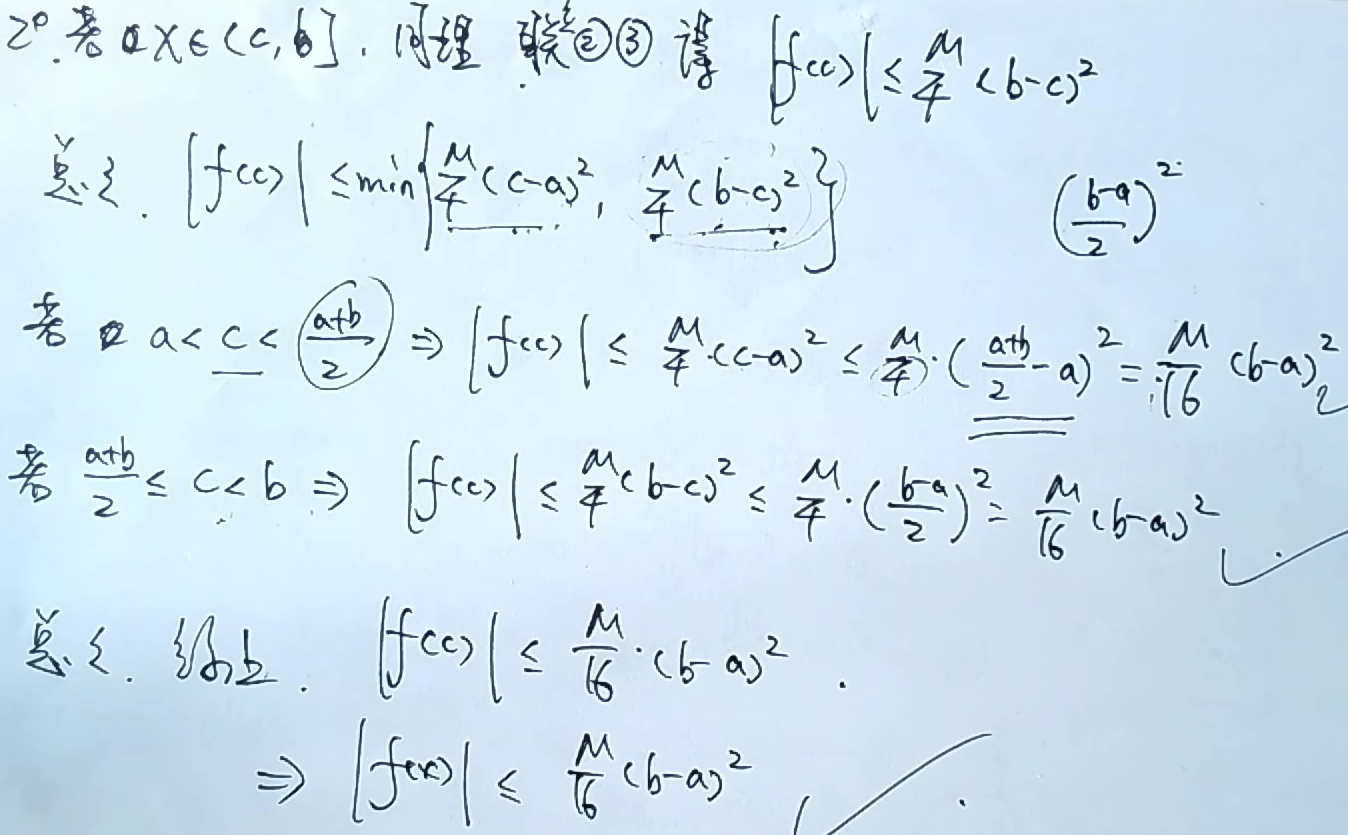 2°.若 x∈(c,b],同理 联②③ 得 |f(c)| ≤ M/4 (b-c)²
总之. |f(c)| ≤ min{M/4 (c-a)², M/4 (b-c)²}
((b-a)/2)²
若 a<c<(a+b)/2 ⇒ |f(c)| ≤ M/4·(c-a)² ≤ M/4·((a+b)/2-a)² = M/16 (b-a)²
若 (a+b)/2 ≤ c<b ⇒ |f(c)| ≤ M/4 (b-c)² ≤ M/4·((b-a)/2)² = M/16 (b-a)²
总之. 综上. |f(c)| ≤ M/16·(b-a)².
⇒ |f(x)| ≤ M/16 (b-a)²